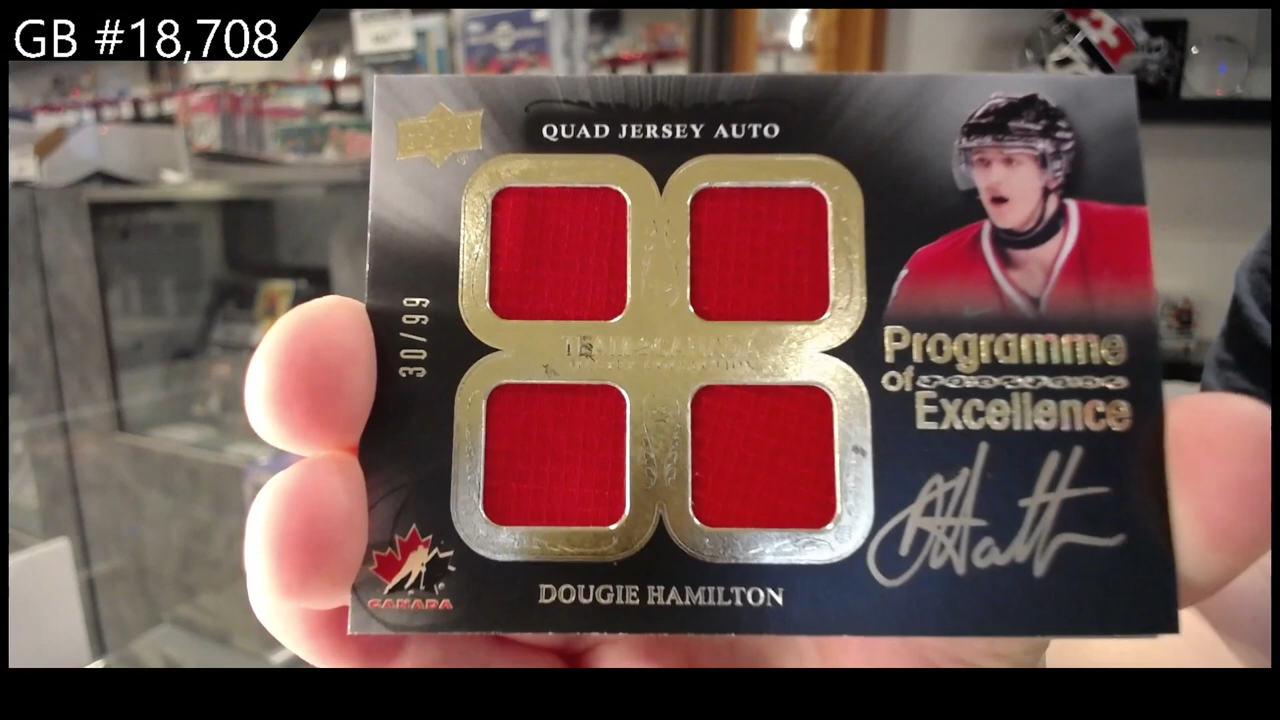 GB #18,708
QUAD JERSEY AUTO
30/99
Programme
of
Excellence
CANADA
DOUGIE HAMILTON